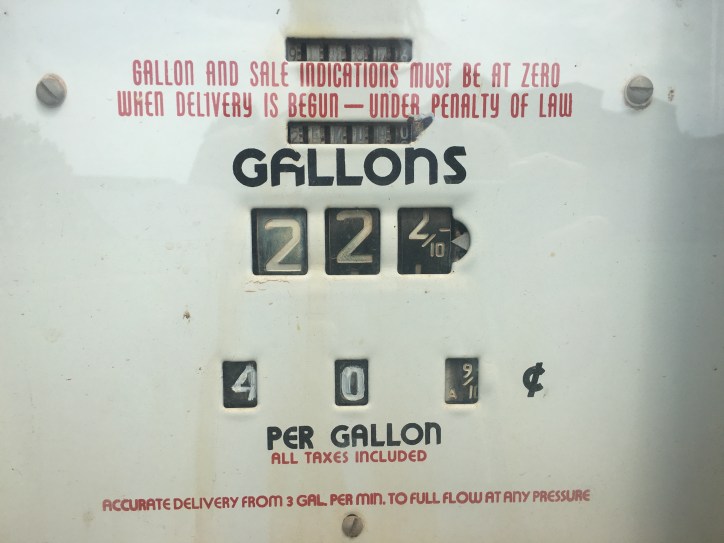 GALLON AND SALE INDICATIONS MUST BE AT ZERO
WHEN DELIVERY IS BEGUN — UNDER PENALTY OF LAW
GALLONS
2 2 2/10
4 0 9/10 ¢
PER GALLON
ALL TAXES INCLUDED
ACCURATE DELIVERY FROM 3 GAL. PER MIN. TO FULL FLOW AT ANY PRESSURE